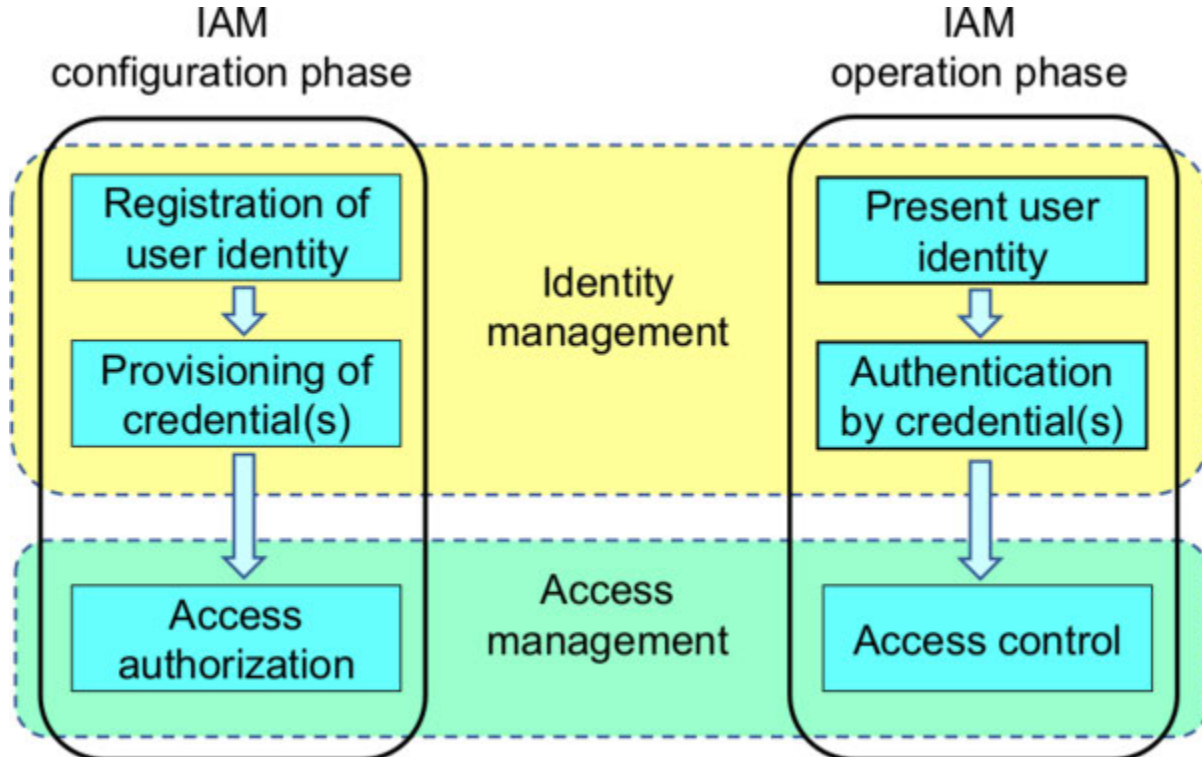 IAM
configuration phase
IAM
operation phase
Registration of
user identity
Present user
identity
Identity
management
Provisioning of
credential(s)
Authentication
by credential(s)
Access
authorization
Access
management
Access control